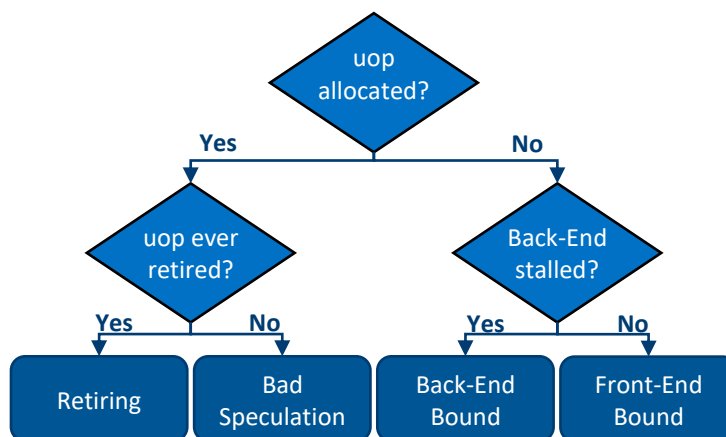 uop
allocated?
Yes
No
uop ever
retired?
Back-End
stalled?
Yes
No
Yes
No
Retiring
Bad
Speculation
Back-End
Bound
Front-End
Bound